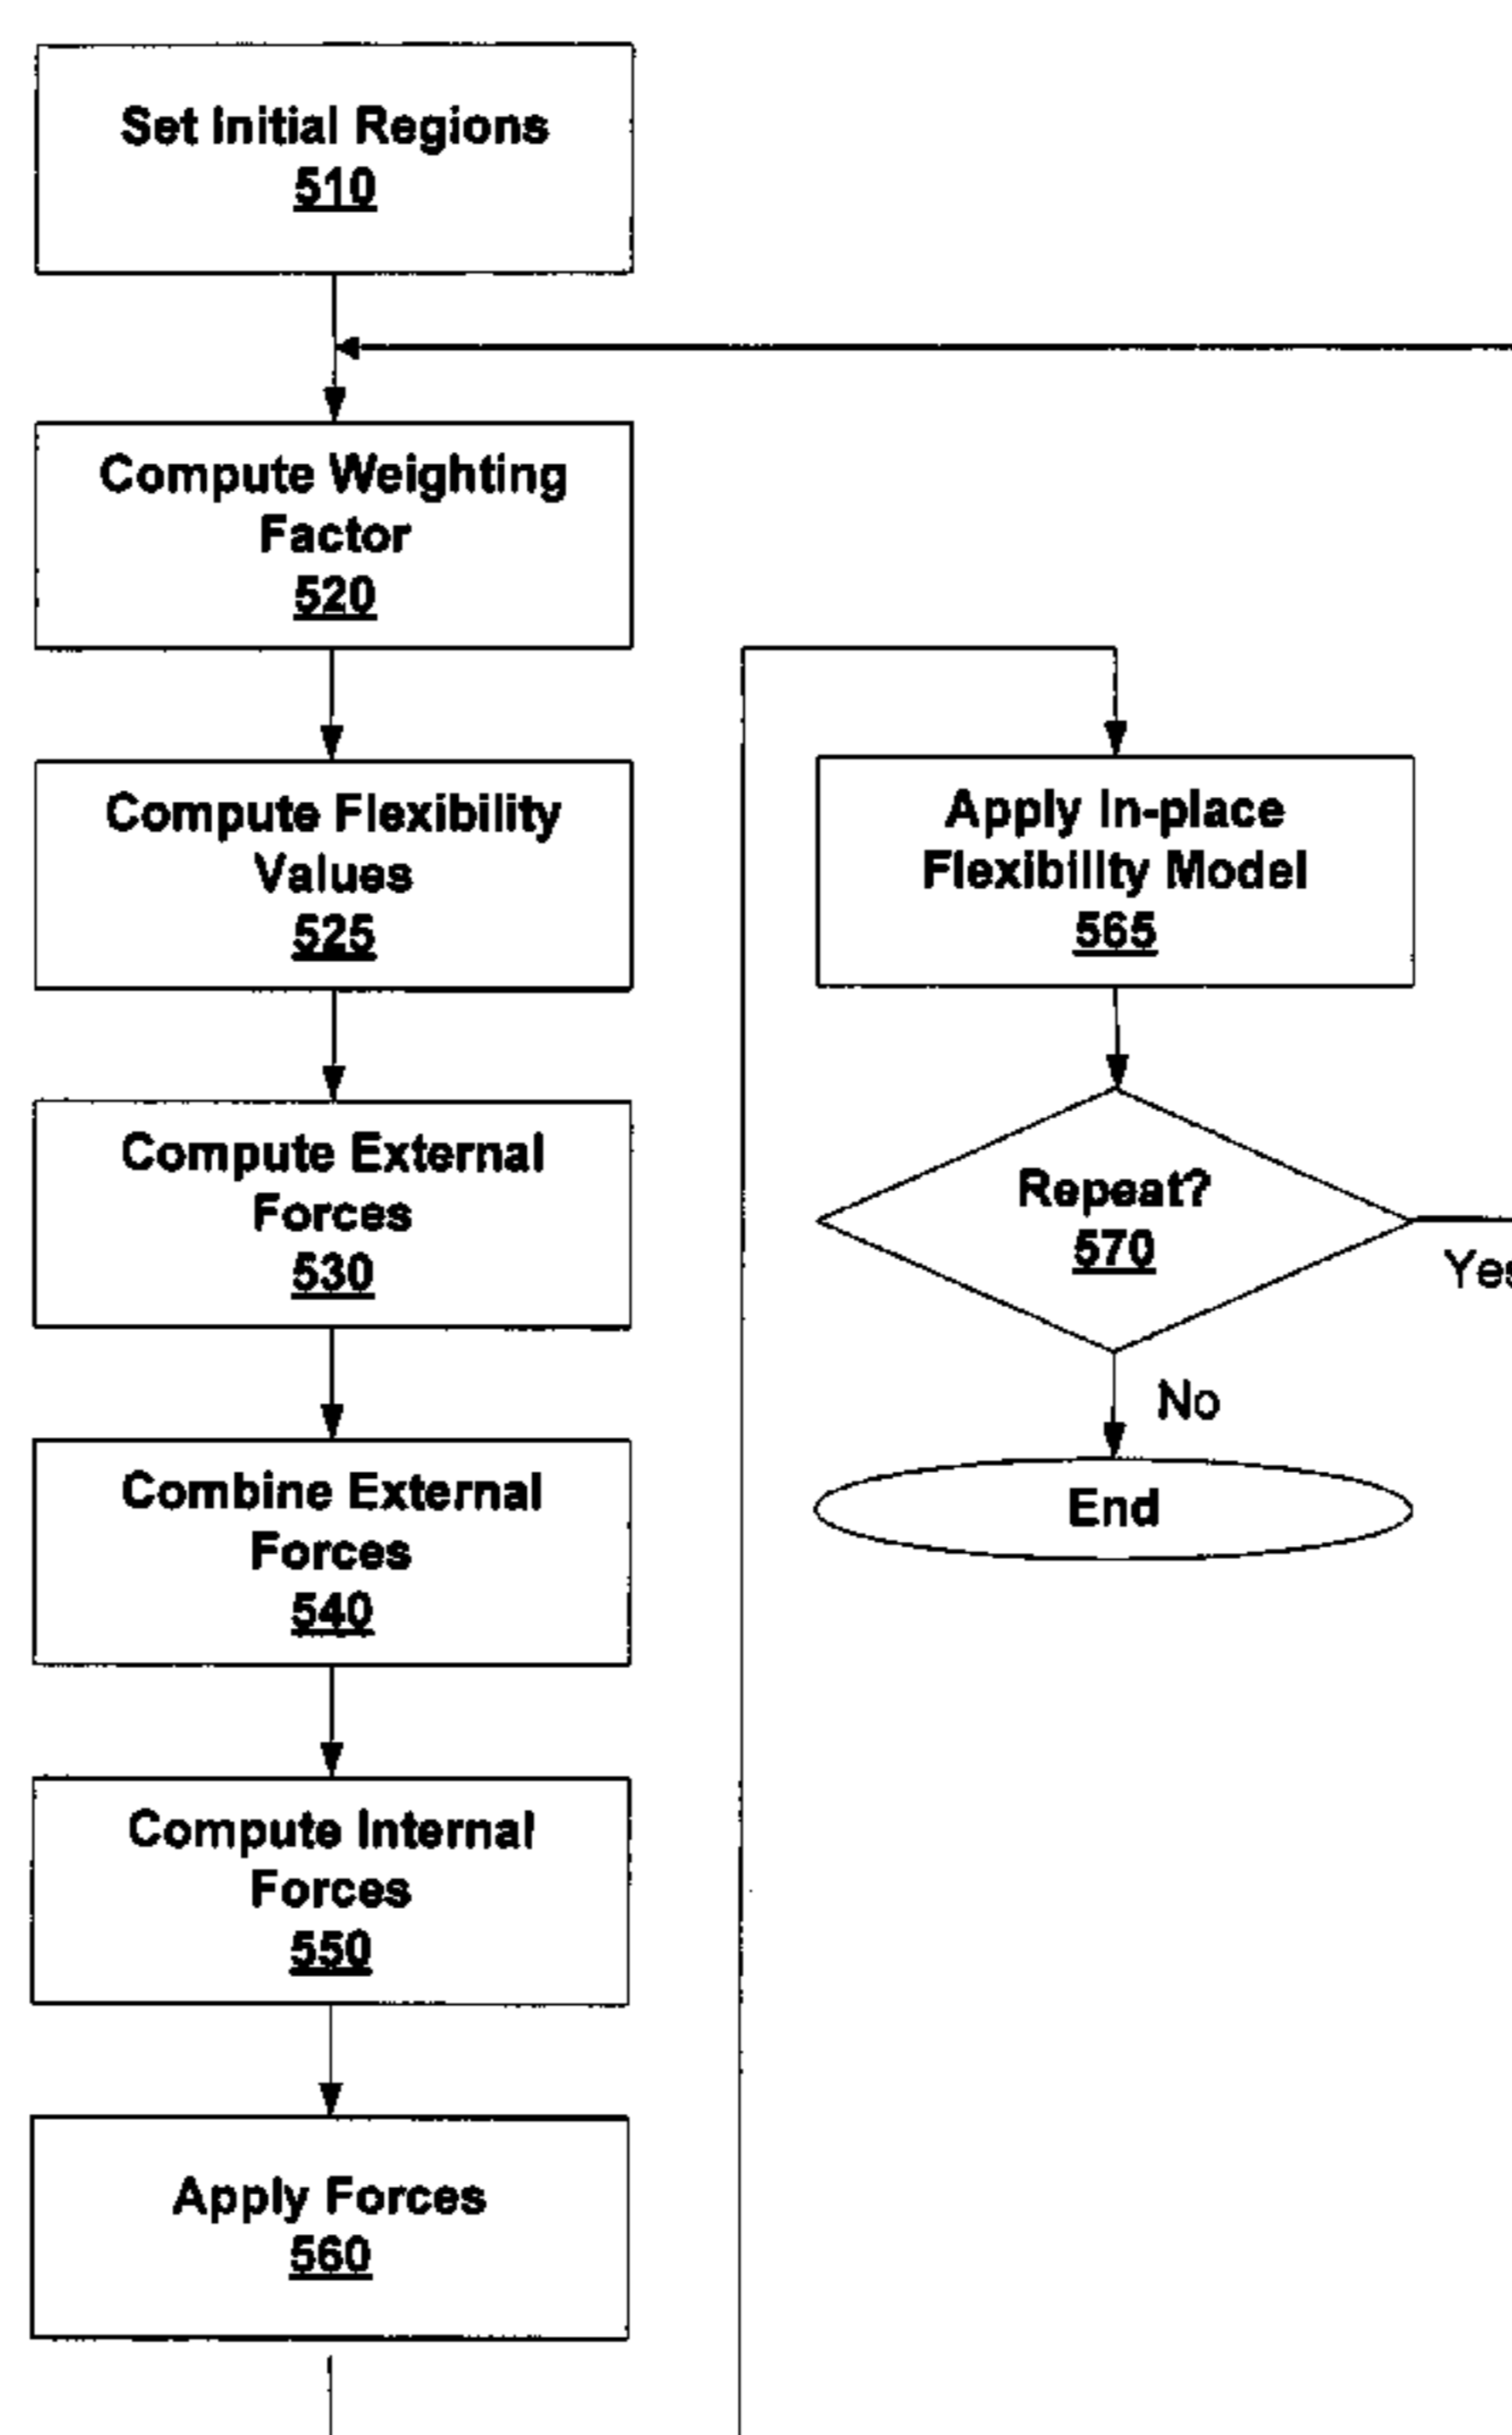 Set Initial Regions
510
Compute Weighting
Factor
520
Compute Flexibility
Values
525
Compute External
Forces
530
Combine External
Forces
540
Compute Internal
Forces
550
Apply Forces
560
Apply In-place
Flexibility Model
565
Repeat?
570
Yes
No
End